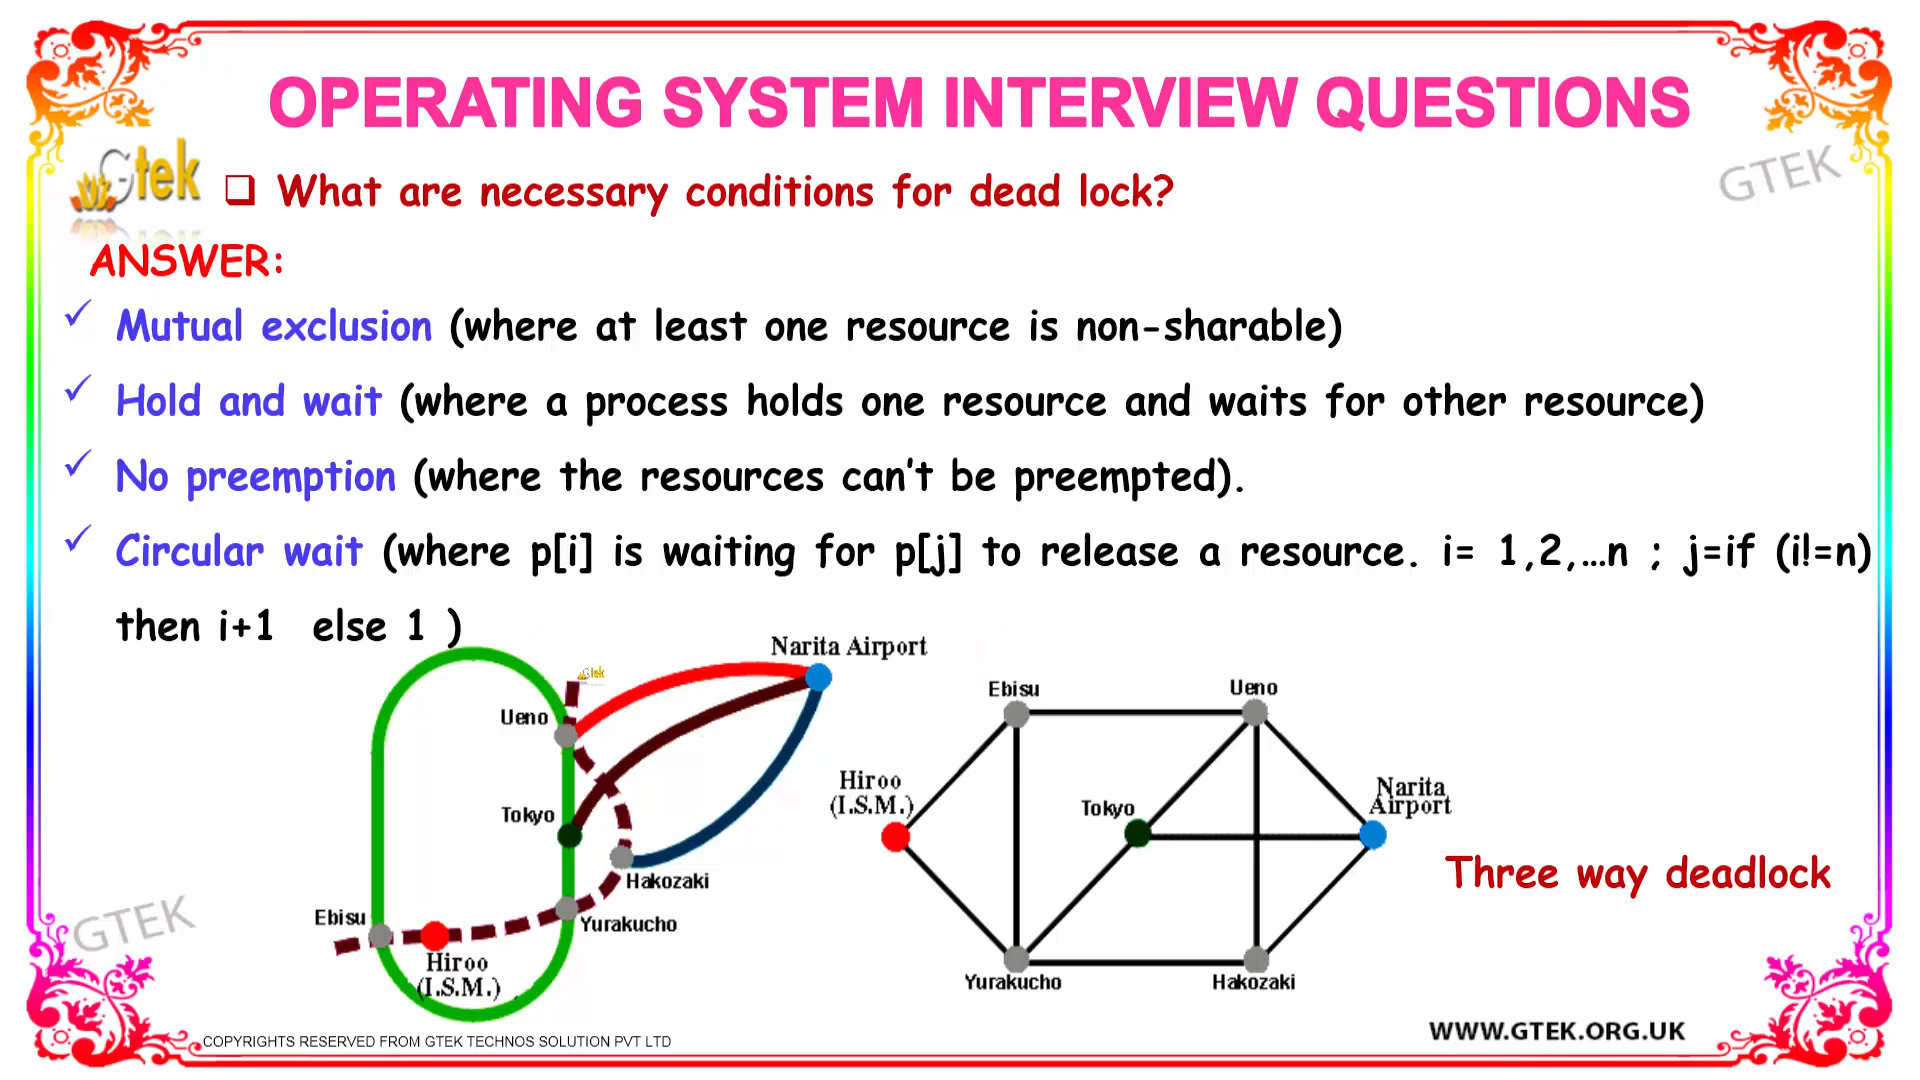 OPERATING SYSTEM INTERVIEW QUESTIONS
Gtek
GTEK
What are necessary conditions for dead lock?
ANSWER:
Mutual exclusion (where at least one resource is non-sharable)
Hold and wait (where a process holds one resource and waits for other resource)
No preemption (where the resources can't be preempted).
Circular wait (where p[i] is waiting for p[j] to release a resource. i= 1,2,…n ; j=if (i!=n)
then i+1 else 1 )
Narita Airport
Gtek
Ueno
Tokyo
Hakozaki
Ebisu
Yurakucho
Hiroo
(I.S.M.)
Ebisu
Ueno
Hiroo
(I.S.M.)
Tokyo
Narita
Airport
Yurakucho
Hakozaki
Three way deadlock
GTEK
WWW.GTEK.ORG.UK
COPYRIGHTS RESERVED FROM GTEK TECHNOS SOLUTION PVT LTD